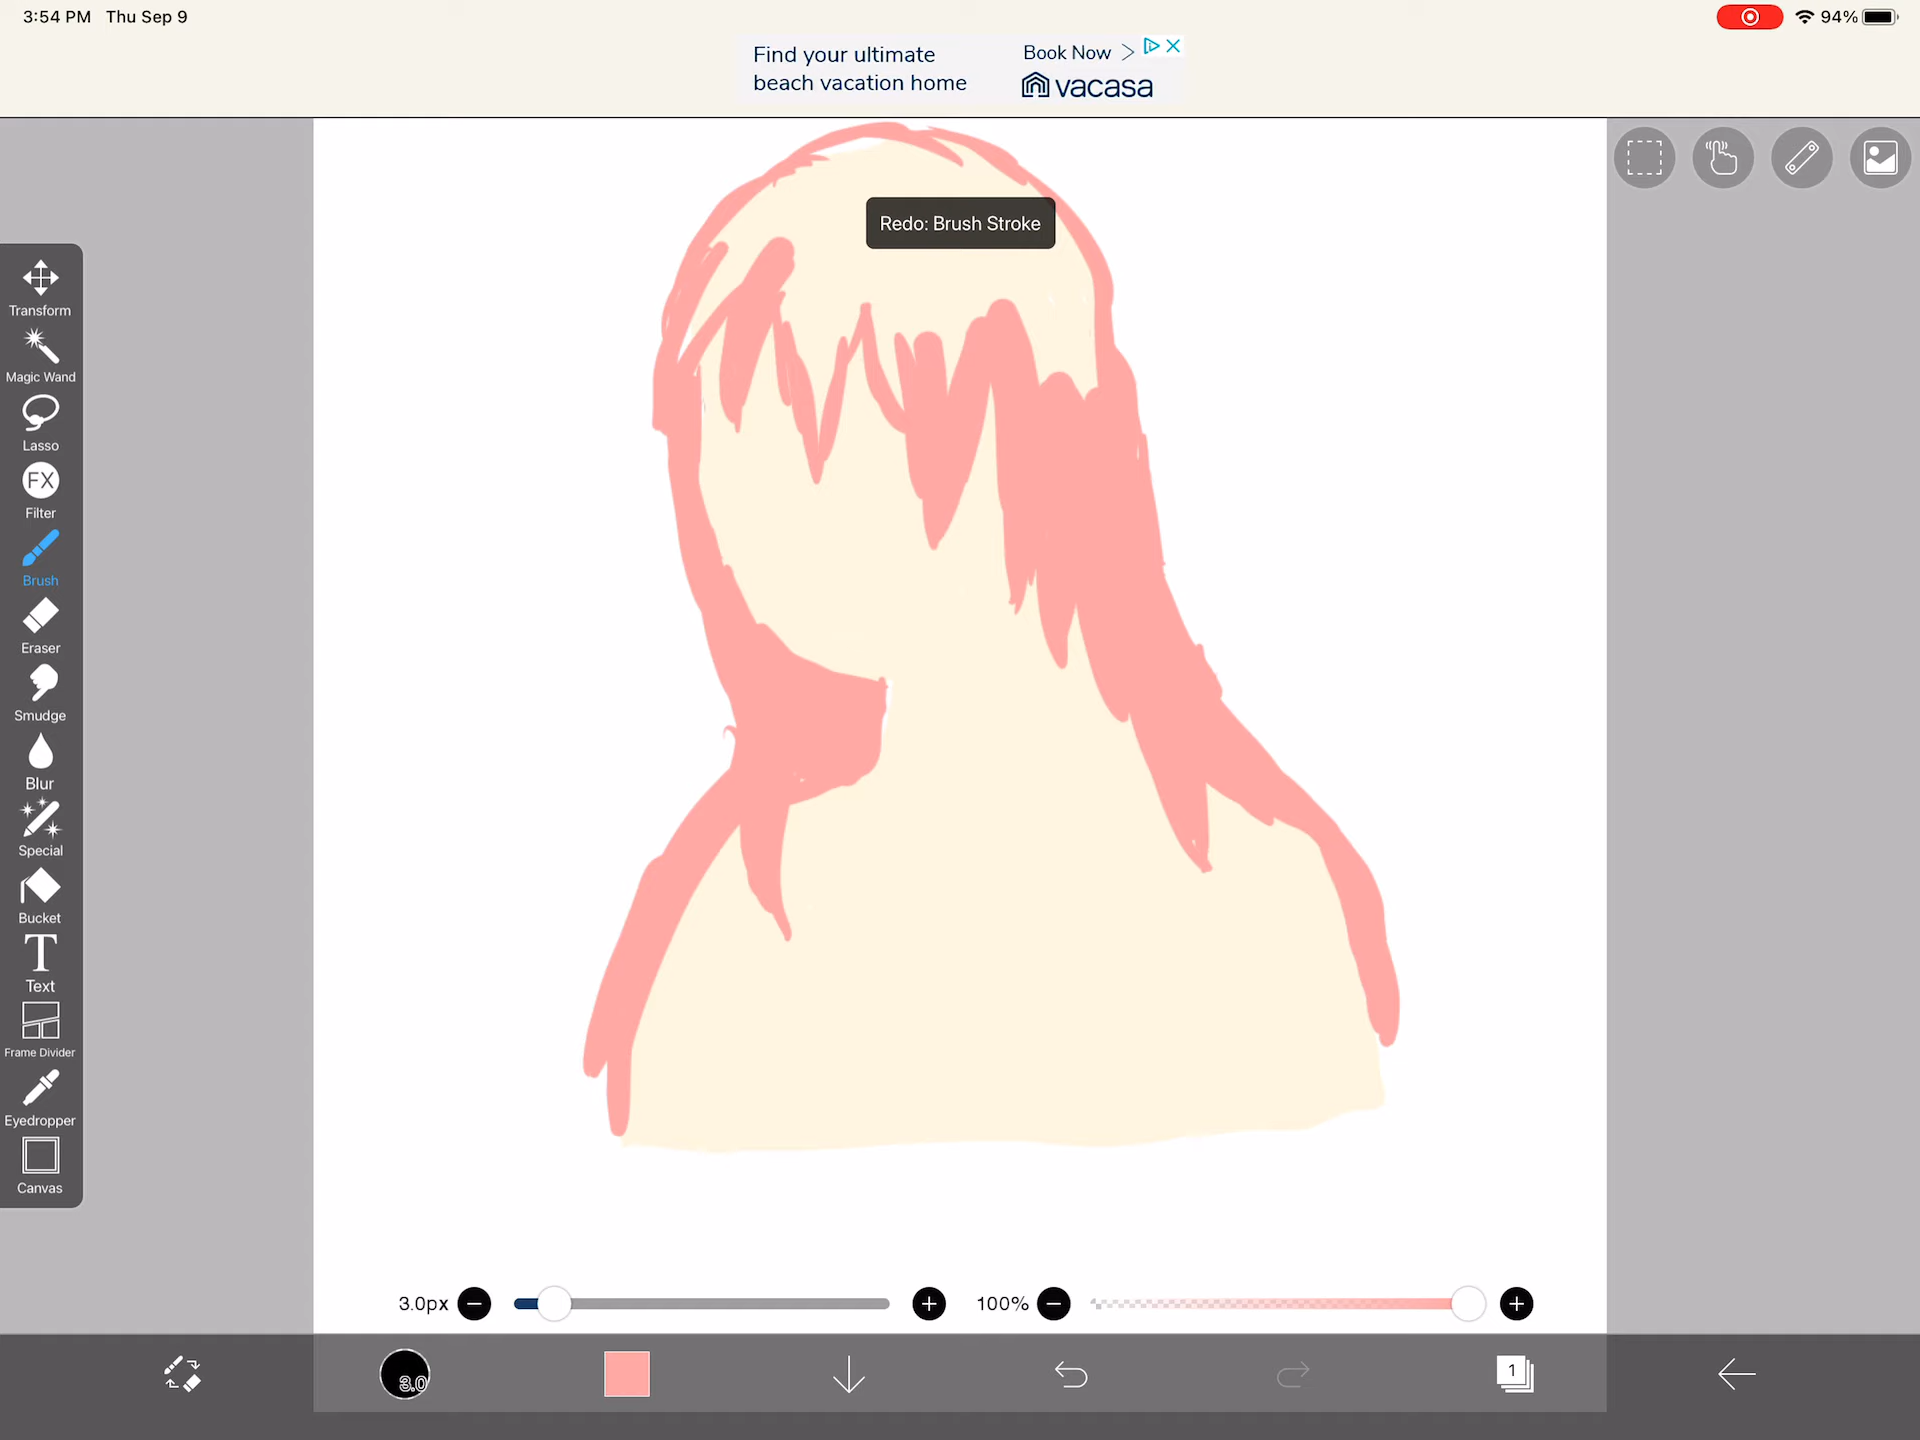 3:54 PM Thu Sep 9
94%
Find your ultimate
beach vacation home
Book Now
vacasa
Redo: Brush Stroke
Transform
Magic Wand
Lasso
FX
Filter
Brush
Eraser
Smudge
Blur
Special
Bucket
T
Text
Frame Divider
Eyedropper
Canvas
3.0px
100%
3.0
1